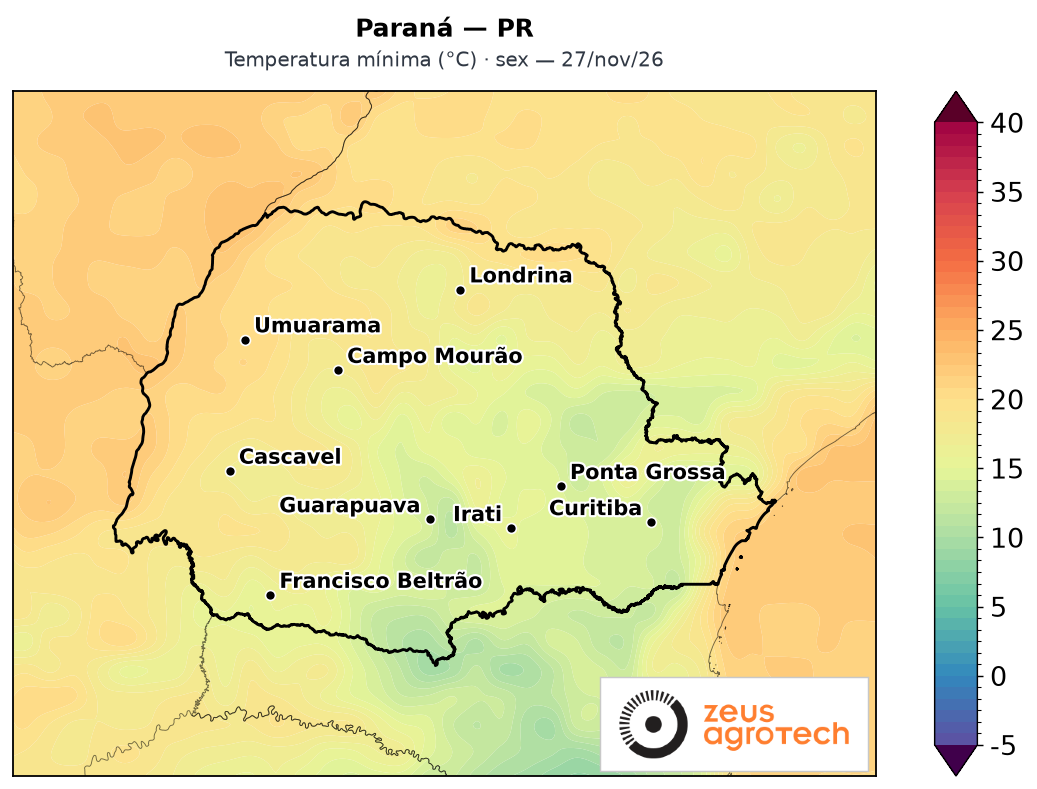 Paraná — PR
Temperatura mínima (°C) · sex — 27/nov/26
Londrina
Umuarama
Campo Mourão
Cascavel
Ponta Grossa
Guarapuava
Irati
Curitiba
Francisco Beltrão
zeus
agrotech
40
35
30
25
20
15
10
5
0
-5